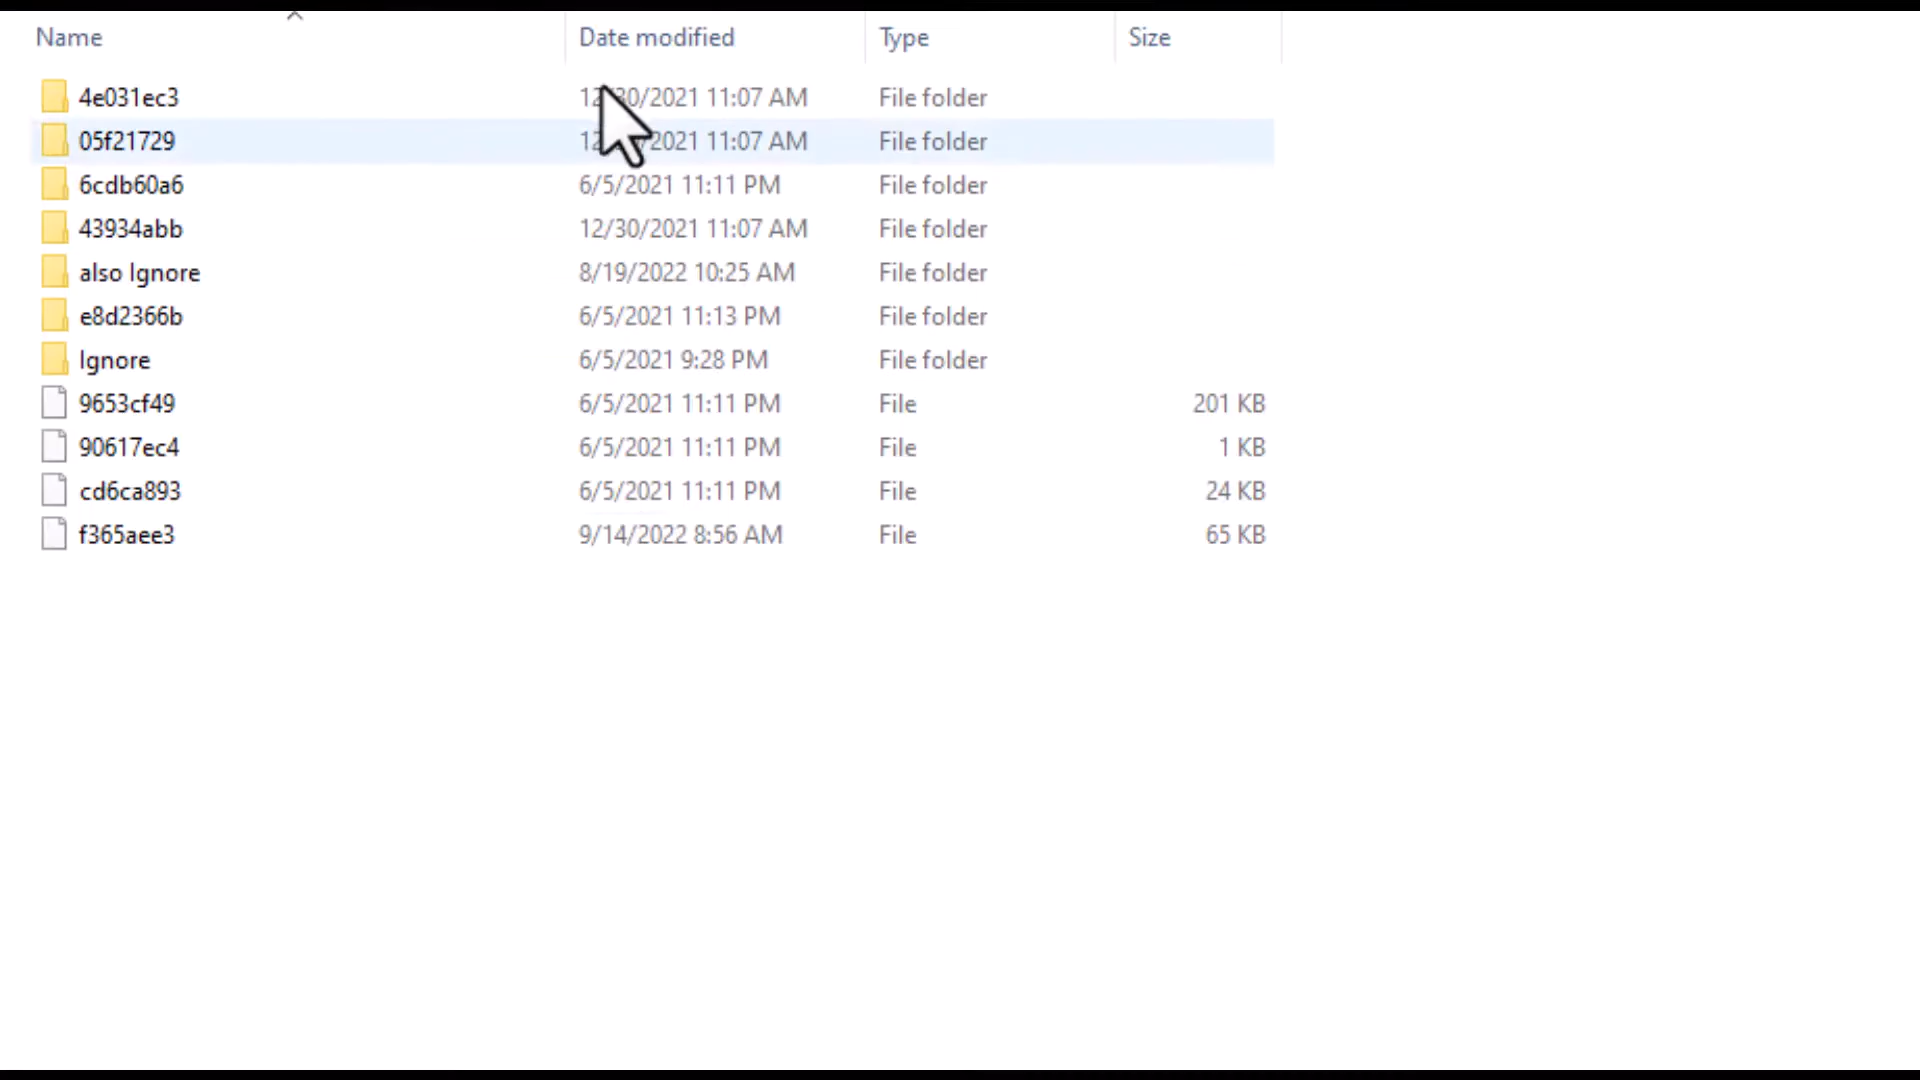 Name Date modified Type Size
4e031ec3 /2021 11:07 AM File folder
05f21729 /2021 11:07 AM File folder
6cdb60a6 6/5/2021 11:11 PM File folder
43934abb 12/30/2021 11:07 AM File folder
also Ignore 8/19/2022 10:25 AM File folder
e8d2366b 6/5/2021 11:13 PM File folder
Ignore 6/5/2021 9:28 PM File folder
9653cf49 6/5/2021 11:11 PM File 201 KB
90617ec4 6/5/2021 11:11 PM File 1 KB
cd6ca893 6/5/2021 11:11 PM File 24 KB
f365aee3 9/14/2022 8:56 AM File 65 KB